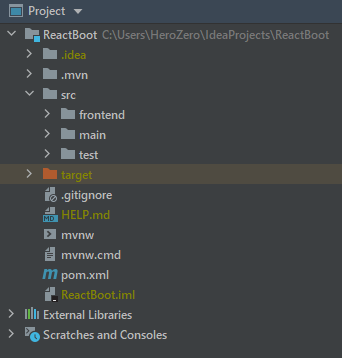 Project
ReactBoot C:\Users\HeroZero\IdeaProjects\ReactBoot
.idea
.mvn
src
frontend
main
test
target
.gitignore
HELP.md
mvnw
mvnw.cmd
pom.xml
ReactBoot.iml
External Libraries
Scratches and Consoles